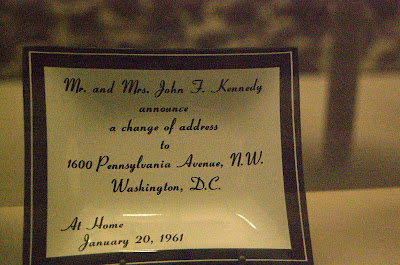 Mr. and Mrs. John F. Kennedy
announce
a change of address
to
1600 Pennsylvania Avenue, N.W.
Washington, D.C.
At Home
January 20, 1961